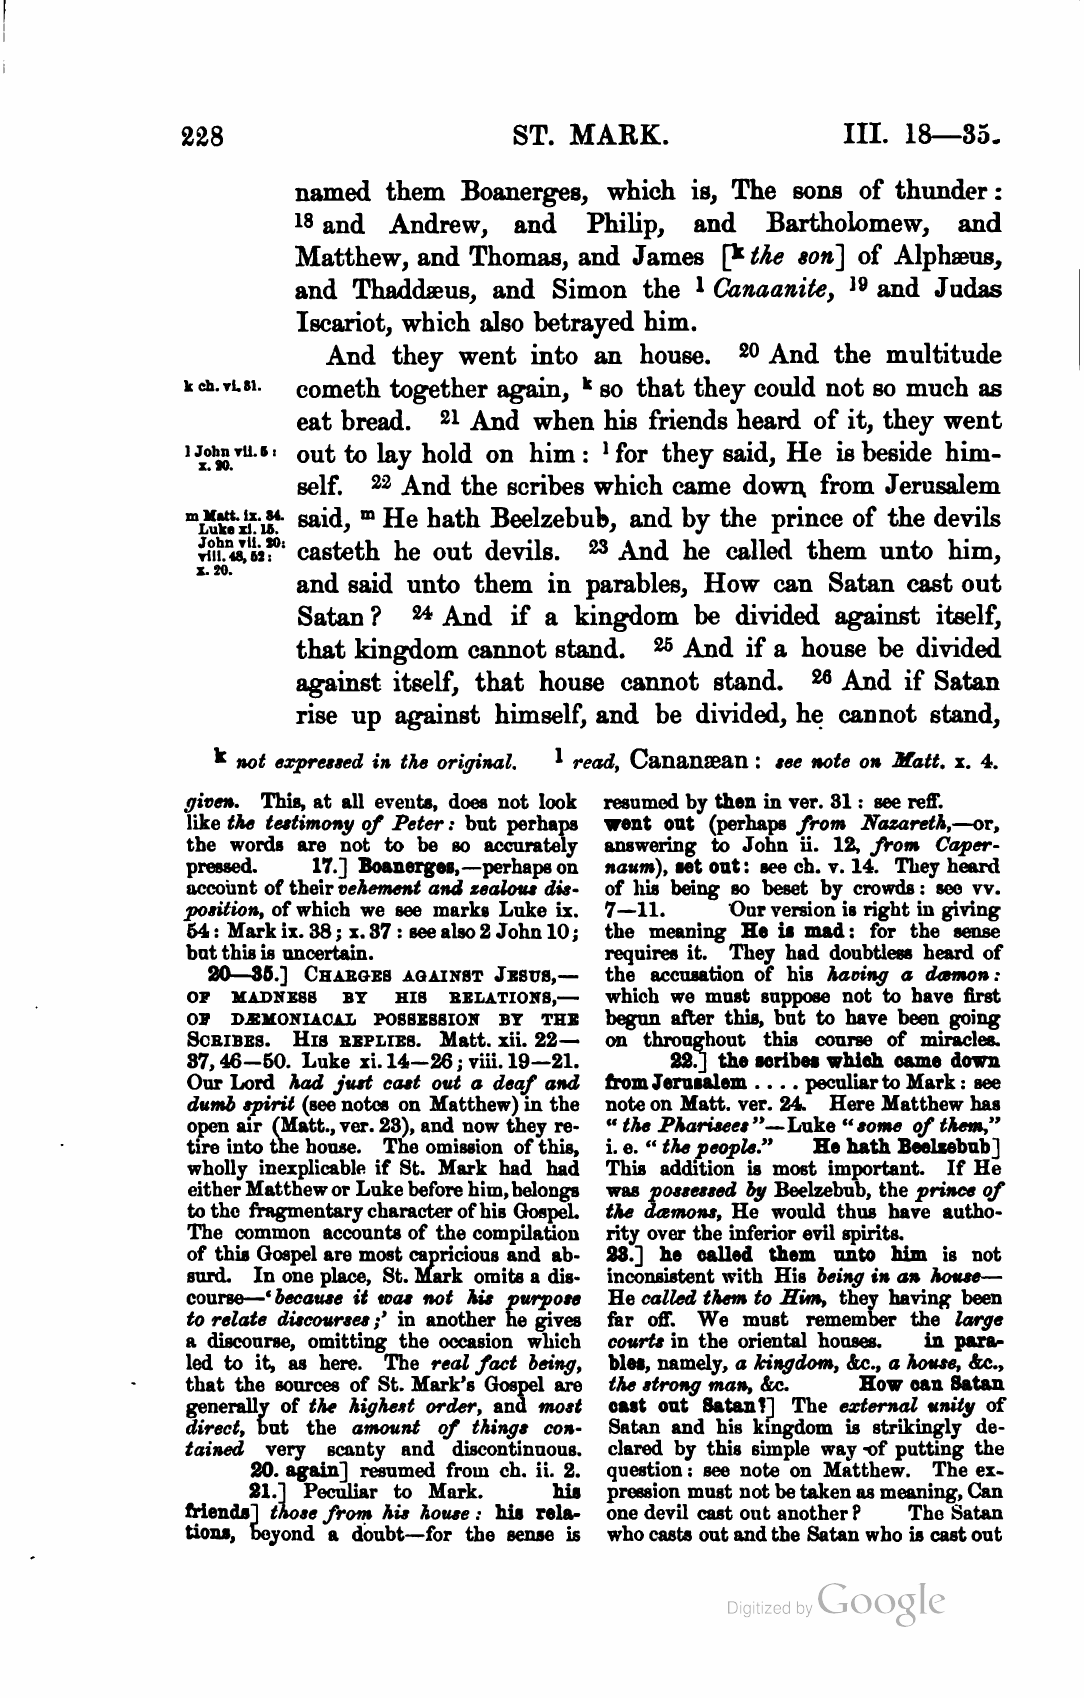 228 ST. MARK. III. 18—35.
named them Boanerges, which is, The sons of thunder:
18 and Andrew, and Philip, and Bartholomew, and
Matthew, and Thomas, and James [k the son] of Alphæus,
and Thaddæus, and Simon the l Canaanite, 19 and Judas
Iscariot, which also betrayed him.
And they went into an house. 20 And the multitude
k ch. vi. 31. cometh together again, k so that they could not so much as
eat bread. 21 And when his friends heard of it, they went
l John vii. 5: out to lay hold on him: l for they said, He is beside him-
x. 20.
self. 22 And the scribes which came down from Jerusalem
m Matt. ix. 34. said, m He hath Beelzebub, and by the prince of the devils
Luke xi. 15.
John vii. 20: casteth he out devils. 23 And he called them unto him,
viii. 48, 52:
x. 20.
and said unto them in parables, How can Satan cast out
Satan? 24 And if a kingdom be divided against itself,
that kingdom cannot stand. 25 And if a house be divided
against itself, that house cannot stand. 26 And if Satan
rise up against himself, and be divided, he cannot stand,
k not expressed in the original. l read, Cananæan: see note on Matt. x. 4.
given. This, at all events, does not look
like the testimony of Peter: but perhaps
the words are not to be so accurately
pressed. 17.] Boanerges,—perhaps on
account of their vehement and zealous dis-
position, of which we see marks Luke ix.
54: Mark ix. 38; x. 37: see also 2 John 10;
but this is uncertain.
20—35.] CHARGES AGAINST JESUS,—
OF MADNESS BY HIS RELATIONS,—
OF DÆMONIACAL POSSESSION BY THE
SCRIBES. HIS REPLIES. Matt. xii. 22—
37, 46—50. Luke xi. 14—26; viii. 19—21.
Our Lord had just cast out a deaf and
dumb spirit (see notes on Matthew) in the
open air (Matt., ver. 23), and now they re-
tire into the house. The omission of this,
wholly inexplicable if St. Mark had had
either Matthew or Luke before him, belongs
to the fragmentary character of his Gospel.
The common accounts of the compilation
of this Gospel are most capricious and ab-
surd. In one place, St. Mark omits a dis-
course—'because it was not his purpose
to relate discourses;' in another he gives
a discourse, omitting the occasion which
led to it, as here. The real fact being,
that the sources of St. Mark's Gospel are
generally of the highest order, and most
direct, but the amount of things con-
tained very scanty and discontinuous.
20. again] resumed from ch. ii. 2.
21.] Peculiar to Mark. his
friends] those from his house: his rela-
tions, beyond a doubt—for the sense is
resumed by then in ver. 31: see reff.
went out (perhaps from Nazareth,—or,
answering to John ii. 12, from Caper-
naum), set out: see ch. v. 14. They heard
of his being so beset by crowds: see vv.
7—11. Our version is right in giving
the meaning He is mad: for the sense
requires it. They had doubtless heard of
the accusation of his having a dæmon:
which we must suppose not to have first
begun after this, but to have been going
on throughout this course of miracles.
22.] the scribes which came down
from Jerusalem . . . . peculiar to Mark: see
note on Matt. ver. 24. Here Matthew has
"the Pharisees"—Luke "some of them,"
i. e. "the people." He hath Beelzebub]
This addition is most important. If He
was possessed by Beelzebub, the prince of
the dæmons, He would thus have autho-
rity over the inferior evil spirits.
23.] he called them unto him is not
inconsistent with His being in an house—
He called them to Him, they having been
far off. We must remember the large
courts in the oriental houses. in para-
bles, namely, a kingdom, &c., a house, &c.,
the strong man, &c. How can Satan
cast out Satan?] The external unity of
Satan and his kingdom is strikingly de-
clared by this simple way of putting the
question: see note on Matthew. The ex-
pression must not be taken as meaning, Can
one devil cast out another? The Satan
who casts out and the Satan who is cast out
Digitized by Google